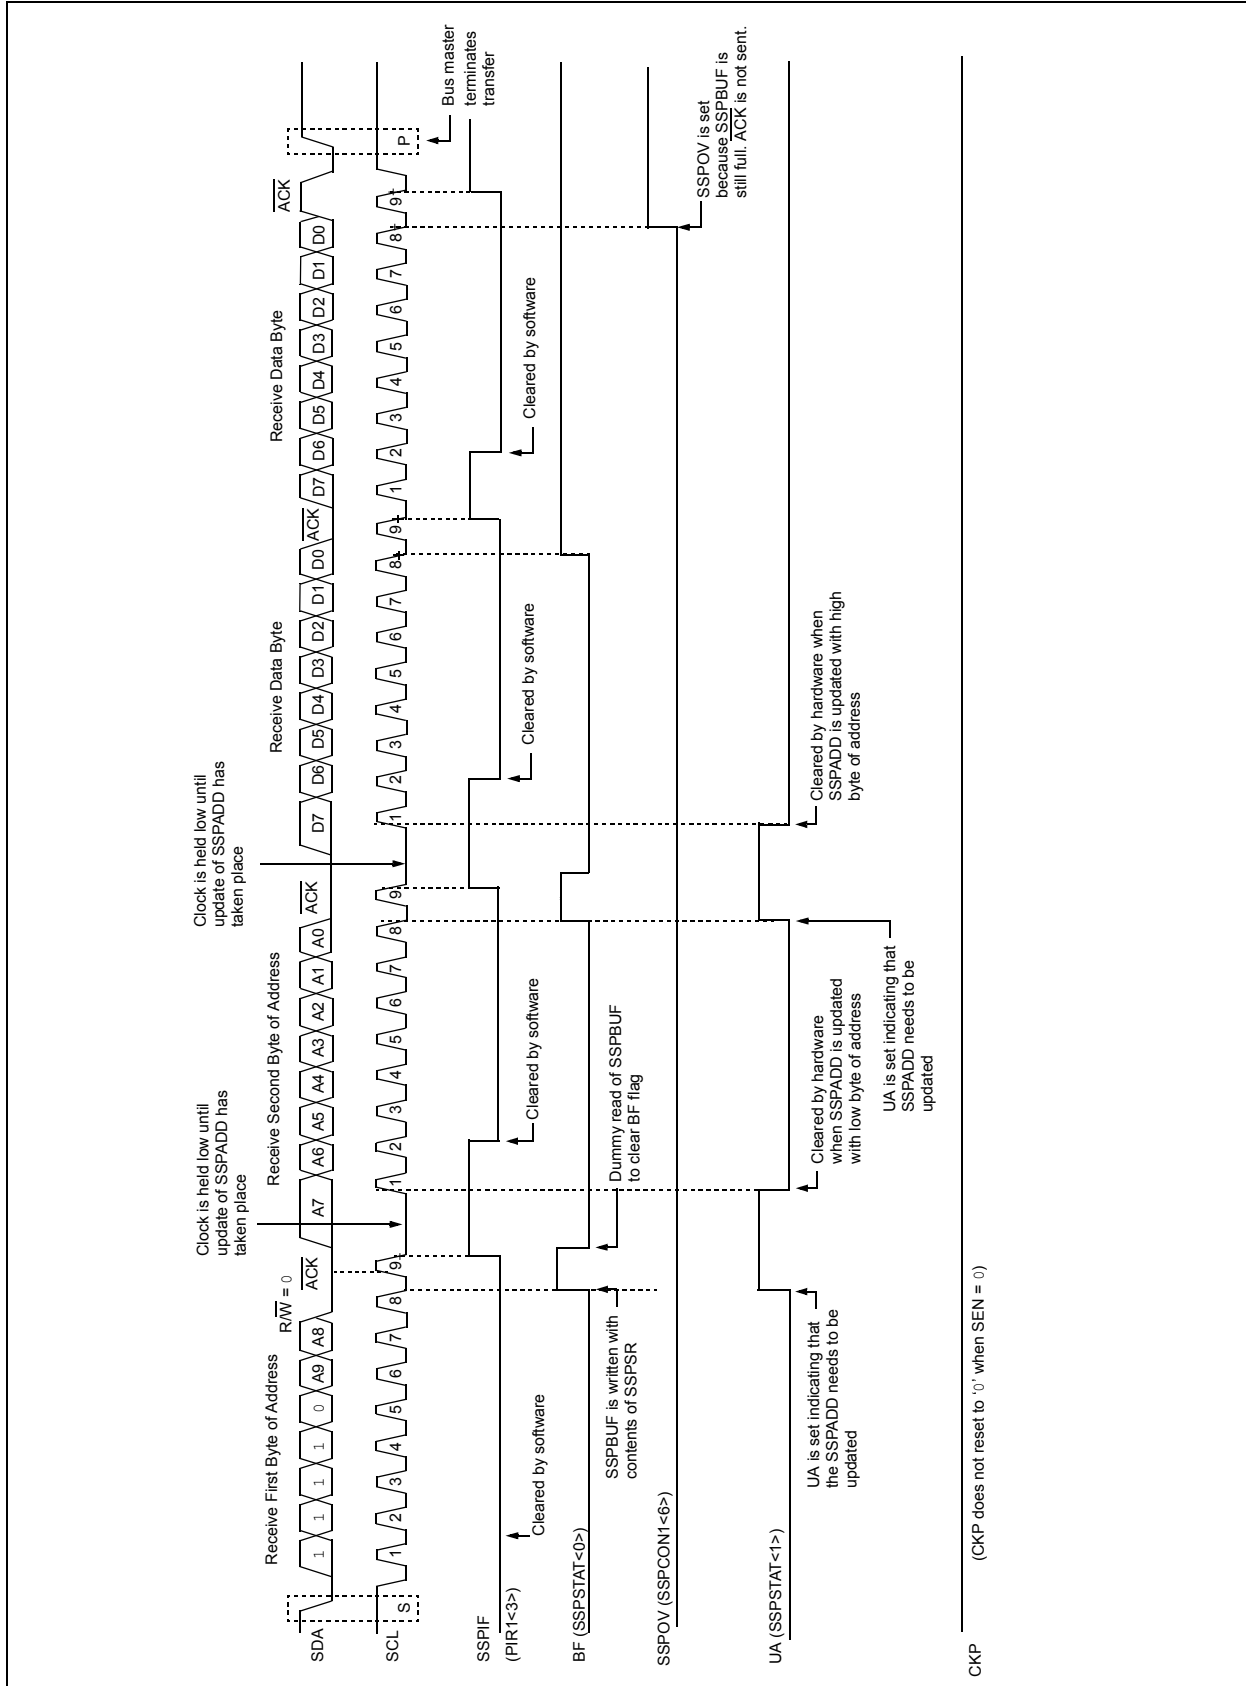 Receive First Byte of Address
R/W = 0
ACK
Clock is held low until
update of SSPADD has
taken place
Receive Second Byte of Address
ACK
Clock is held low until
update of SSPADD has
taken place
Receive Data Byte
ACK
Receive Data Byte
ACK
SDA
1 1 1 1 0 A9 A8
A7 A6 A5 A4 A3 A2 A1 A0
D7 D6 D5 D4 D3 D2 D1 D0
D7 D6 D5 D4 D3 D2 D1 D0
SCL
S
1 2 3 4 5 6 7 8 9
1 2 3 4 5 6 7 8 9
1 2 3 4 5 6 7 8 9
1 2 3 4 5 6 7 8 9
P
Bus master
terminates
transfer
SSPIF
(PIR1<3>)
Cleared by software
Cleared by software
Cleared by software
Cleared by software
BF (SSPSTAT<0>)
SSPBUF is written with
contents of SSPSR
Dummy read of SSPBUF
to clear BF flag
SSPOV (SSPCON1<6>)
SSPOV is set
because SSPBUF is
still full. ACK is not sent.
UA (SSPSTAT<1>)
UA is set indicating that
the SSPADD needs to be
updated
Cleared by hardware
when SSPADD is updated
with low byte of address
UA is set indicating that
SSPADD needs to be
updated
Cleared by hardware when
SSPADD is updated with high
byte of address
CKP
(CKP does not reset to ‘0’ when SEN = 0)